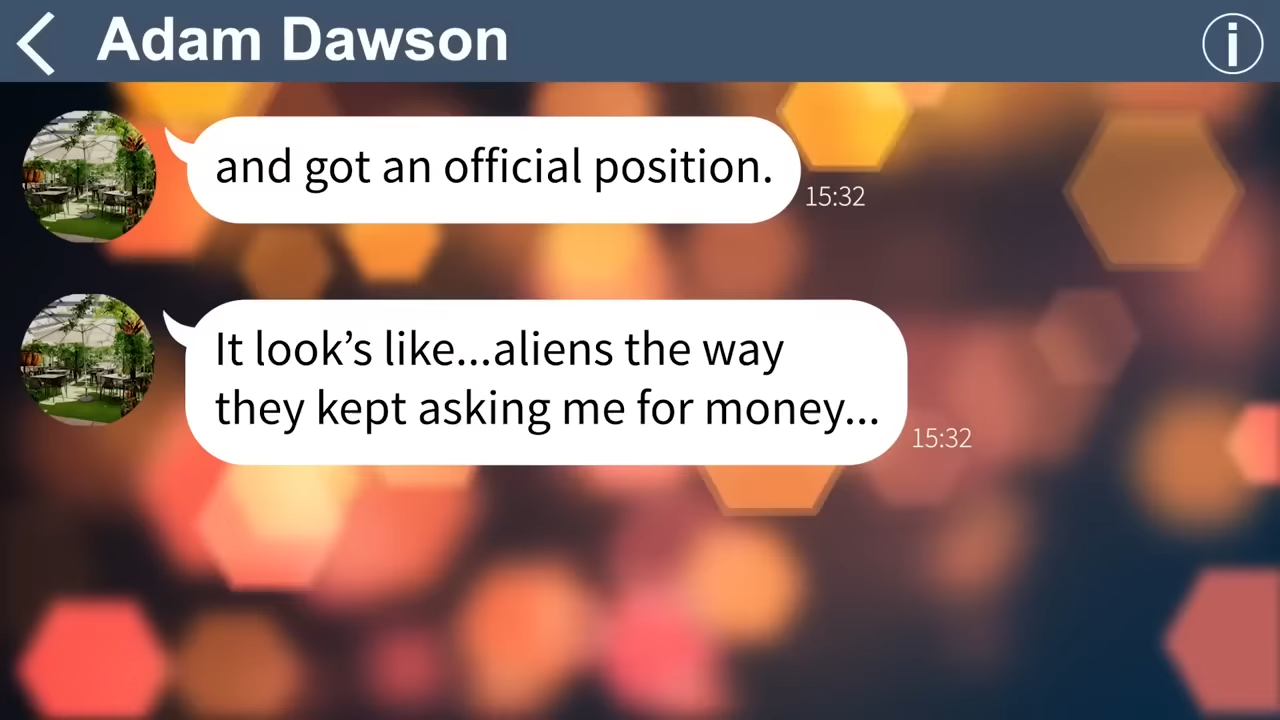 Adam Dawson
and got an official position.
15:32
It look’s like...aliens the way
they kept asking me for money...
15:32